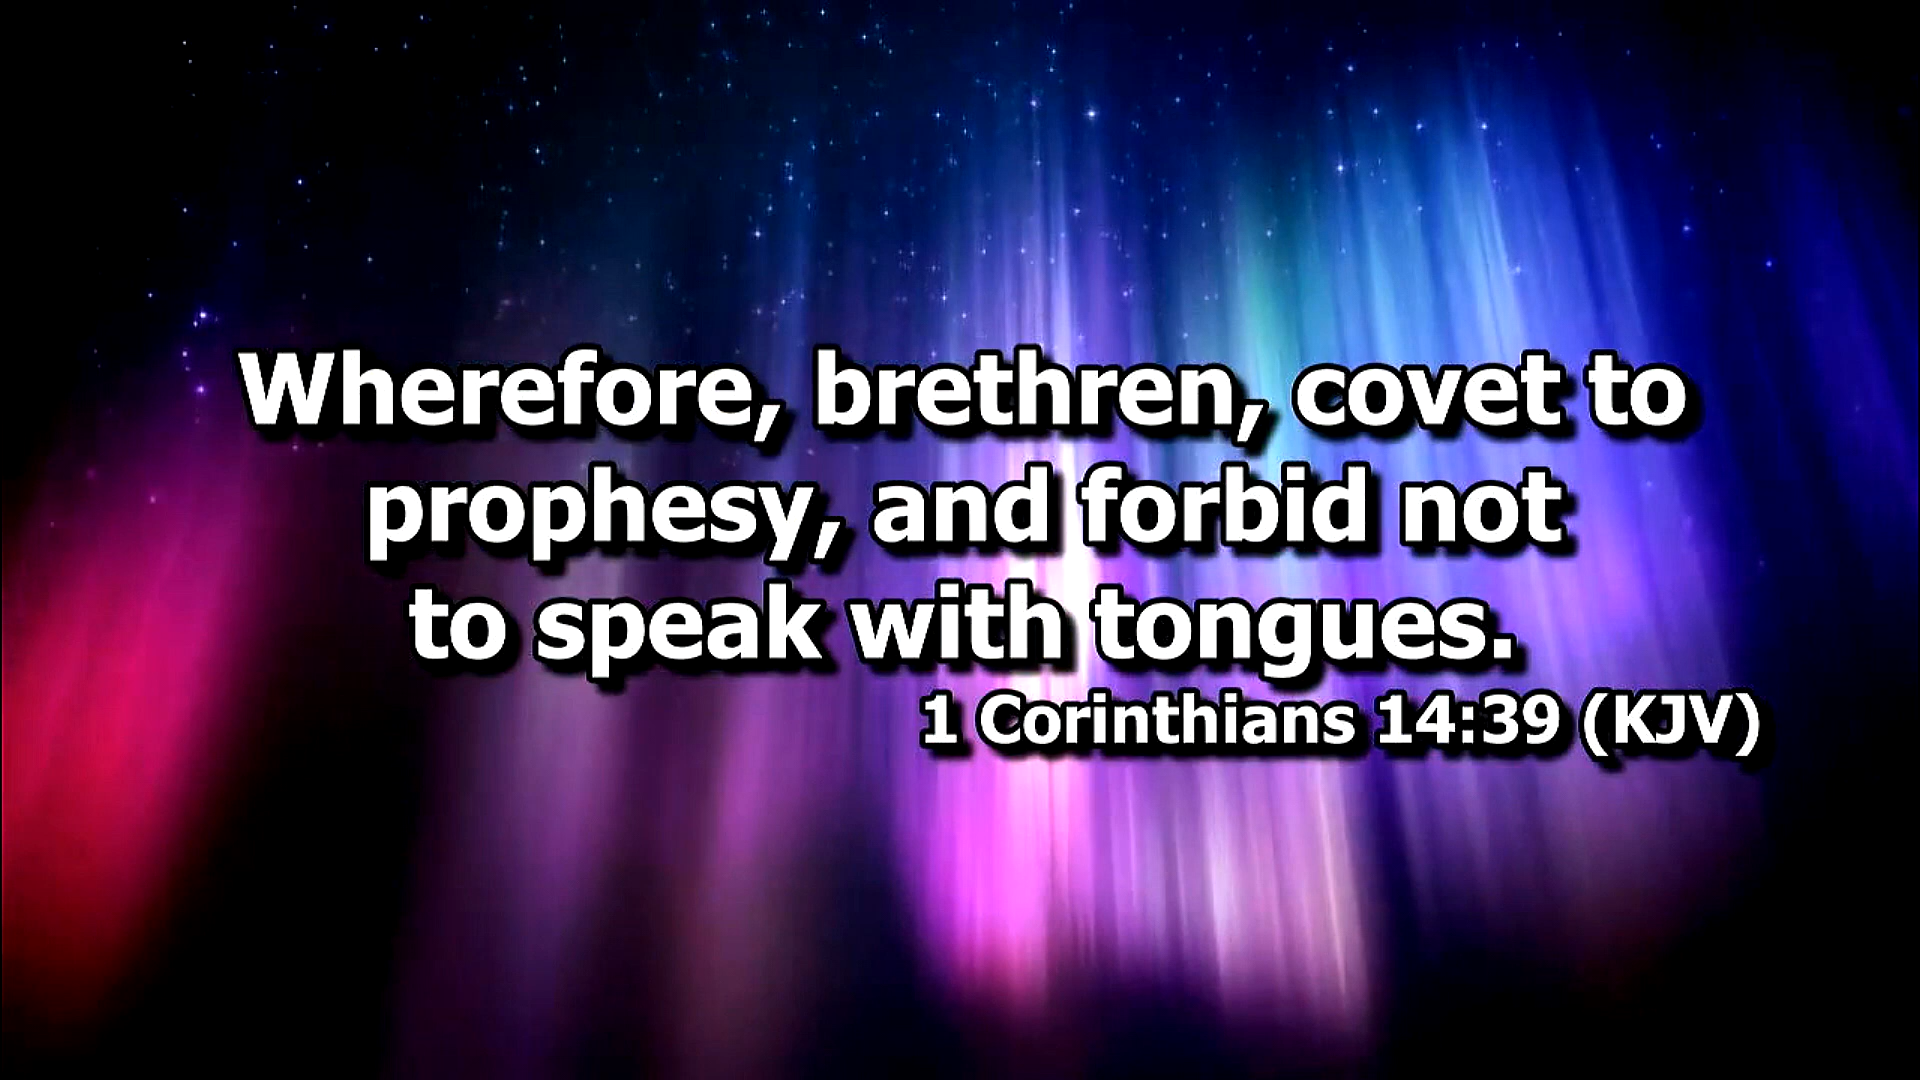 Wherefore, brethren, covet to
prophesy, and forbid not
to speak with tongues.
1 Corinthians 14:39 (KJV)